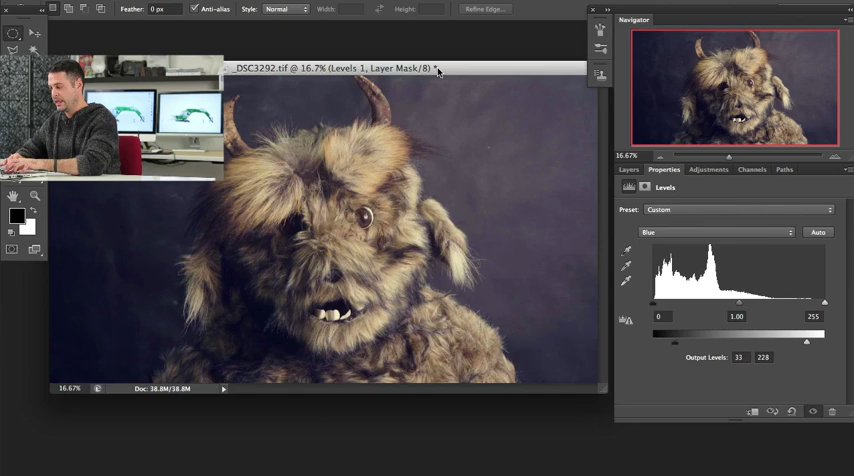 Feather: 0 px Anti-alias Style: Normal Width: Height: Refine Edge...
_DSC3292.tif @ 16.7% (Levels 1, Layer Mask/8) *
Navigator
16.67%
Layers Properties Adjustments Channels Paths
Levels
Preset: Custom
Blue Auto
0 1.00 255
Output Levels: 33 228
16.67% Doc: 38.8M/38.8M